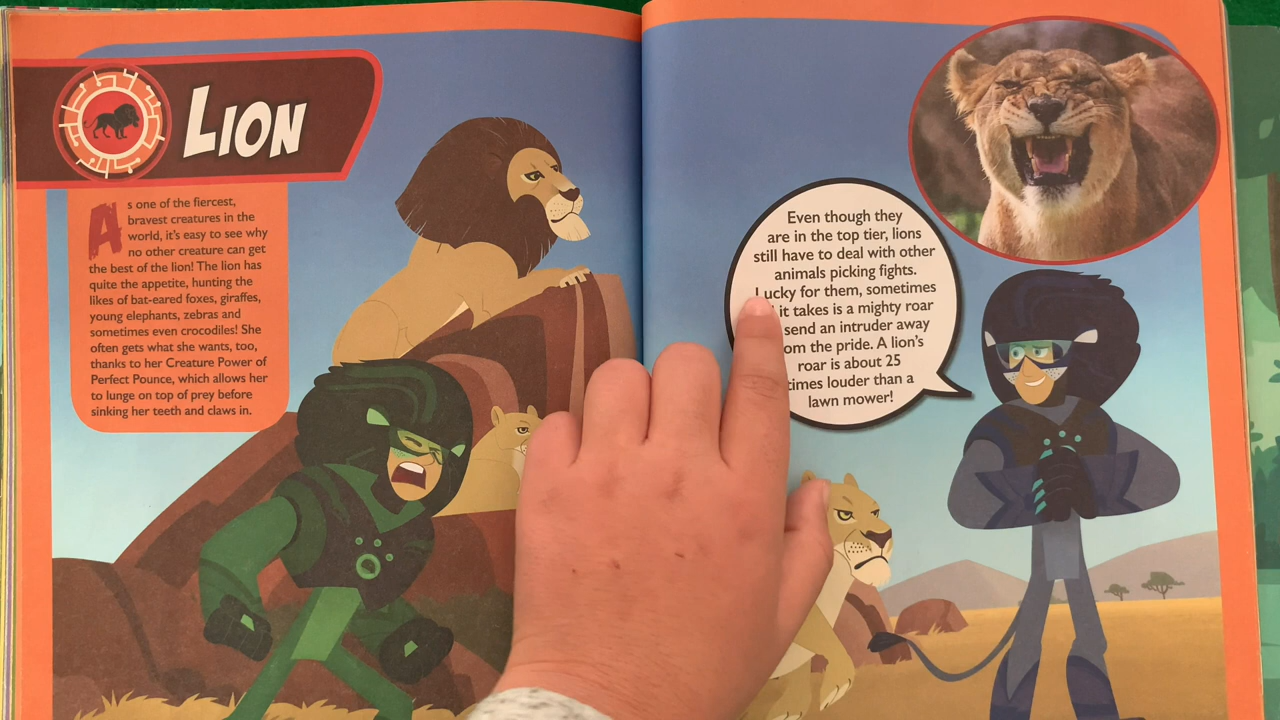 LION
As one of the fiercest,
bravest creatures in the
world, it's easy to see why
no other creature can get
the best of the lion! The lion has
quite the appetite, hunting the
likes of bat-eared foxes, giraffes,
young elephants, zebras and
sometimes even crocodiles! She
often gets what she wants, too,
thanks to her Creature Power of
Perfect Pounce, which allows her
to lunge on top of prey before
sinking her teeth and claws in.
Even though they
are in the top tier, lions
still have to deal with other
animals picking fights.
Lucky for them, sometimes
it takes is a mighty roar
send an intruder away
the pride. A lion's
roar is about 25
times louder than a
lawn mower!